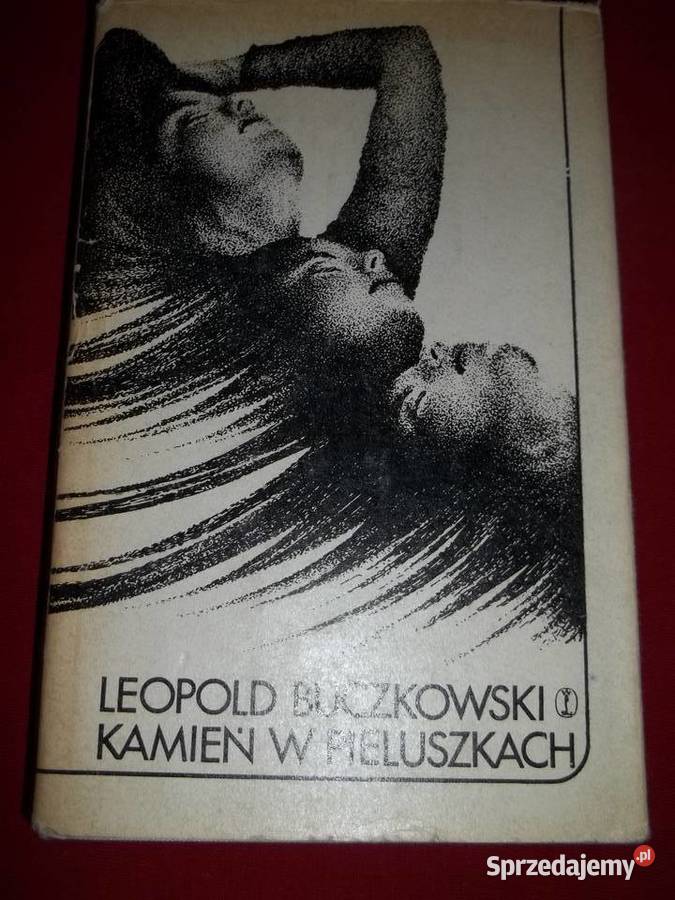 LEOPOLD BUCZKOWSKI
KAMIEŃ W PIELUSZKACH
Sprzedajemy.pl